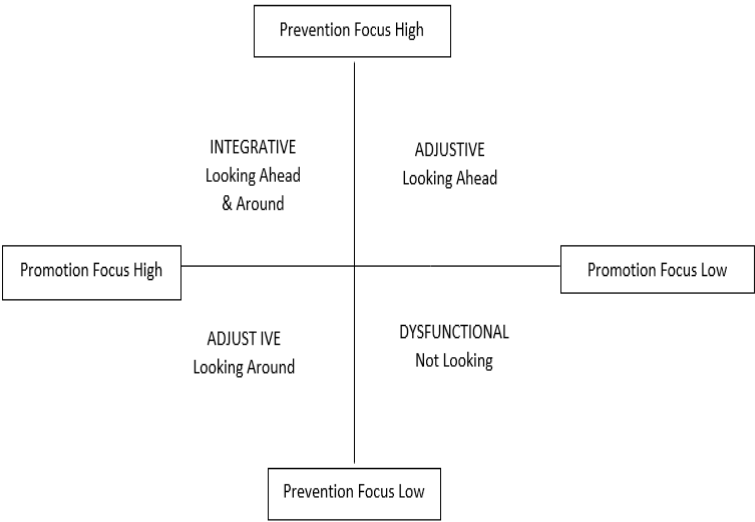 Prevention Focus High
INTEGRATIVE
Looking Ahead
& Around
ADJUSTIVE
Looking Ahead
Promotion Focus High
Promotion Focus Low
ADJUST IVE
Looking Around
DYSFUNCTIONAL
Not Looking
Prevention Focus Low